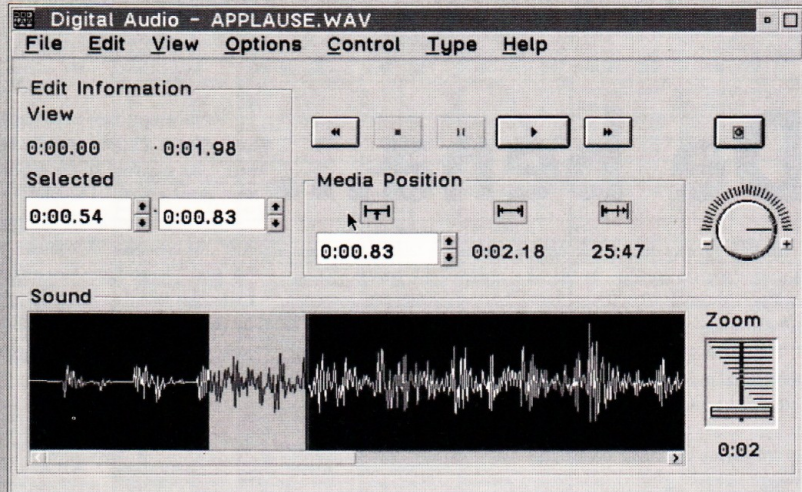 Digital Audio - APPLAUSE.WAV
File Edit View Options Control Type Help
Edit Information
View
0:00.00 0:01.98
Selected
0:00.54 0:00.83
Media Position
0:00.83 0:02.18 25:47
- +
Sound
Zoom
0:02